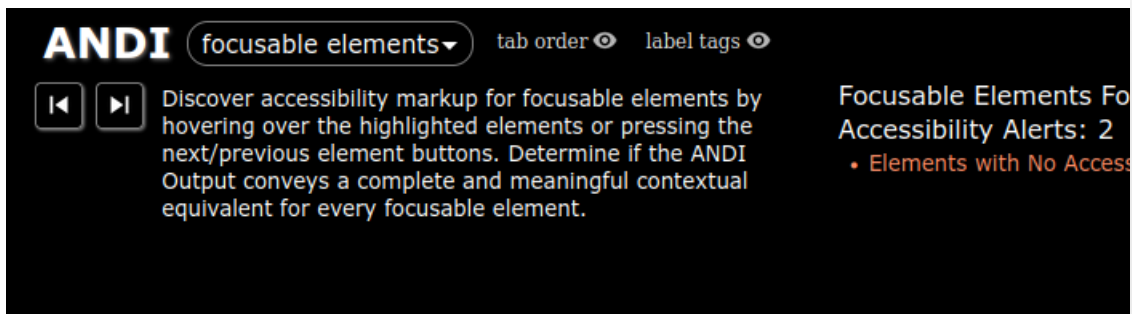 ANDI focusable elements tab order label tags
Discover accessibility markup for focusable elements by
hovering over the highlighted elements or pressing the
next/previous element buttons. Determine if the ANDI
Output conveys a complete and meaningful contextual
equivalent for every focusable element.
Focusable Elements Fo
Accessibility Alerts: 2
• Elements with No Access